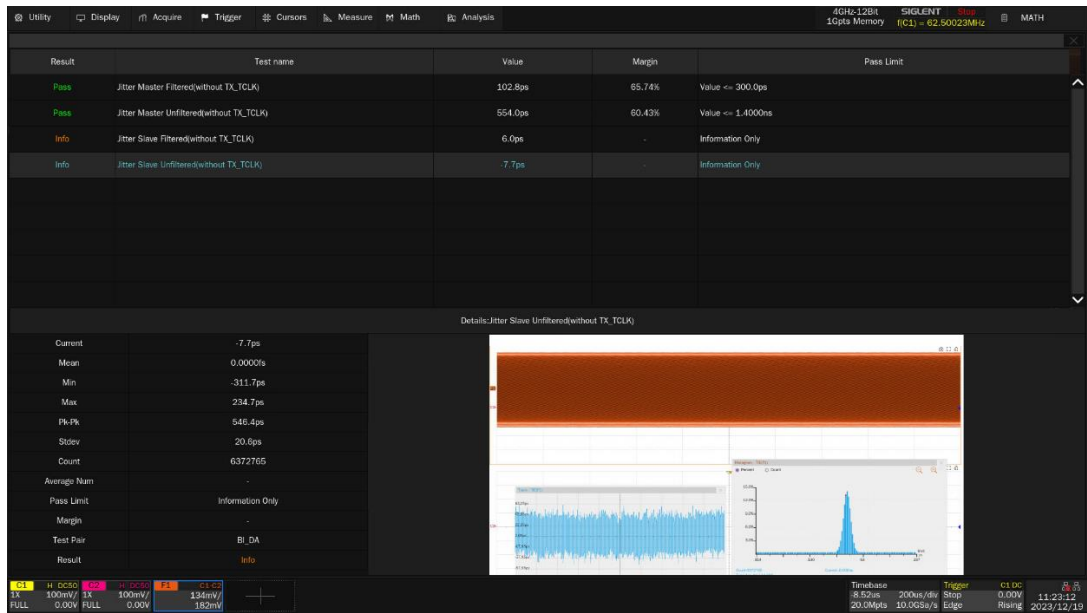 Utility Display Acquire Trigger Cursors Measure Math Analysis
4GHz-12Bit SIGLENT Stop
1Gpts Memory f(C1) = 62.50023MHz MATH
Result Test name Value Margin Pass Limit
Pass Jitter Master Filtered(without TX_TCLK) 102.8ps 65.74% Value <= 300.0ps
Pass Jitter Master Unfiltered(without TX_TCLK) 554.0ps 60.43% Value <= 1.4000ns
Info Jitter Slave Filtered(without TX_TCLK) 6.0ps - Information Only
Info Jitter Slave Unfiltered(without TX_TCLK) -7.7ps - Information Only
Details:Jitter Slave Unfiltered(without TX_TCLK)
Current -7.7ps
Mean 0.0000fs
Min -311.7ps
Max 234.7ps
Pk-Pk 546.4ps
Stdev 20.6ps
Count 6372765
Average Num -
Pass Limit Information Only
Margin -
Test Pair BI_DA
Result Info
C1 H DC50 C2 H DC50 F1 C1-C2
1X 100mV/ 1X 100mV/ 134mV/
FULL 0.00V FULL 0.00V 182mV
Timebase Trigger C1 DC
-8.52us 200us/div Stop 0.00V 11:23:12
20.0Mpts 10.0GSa/s Edge Rising 2023/12/19